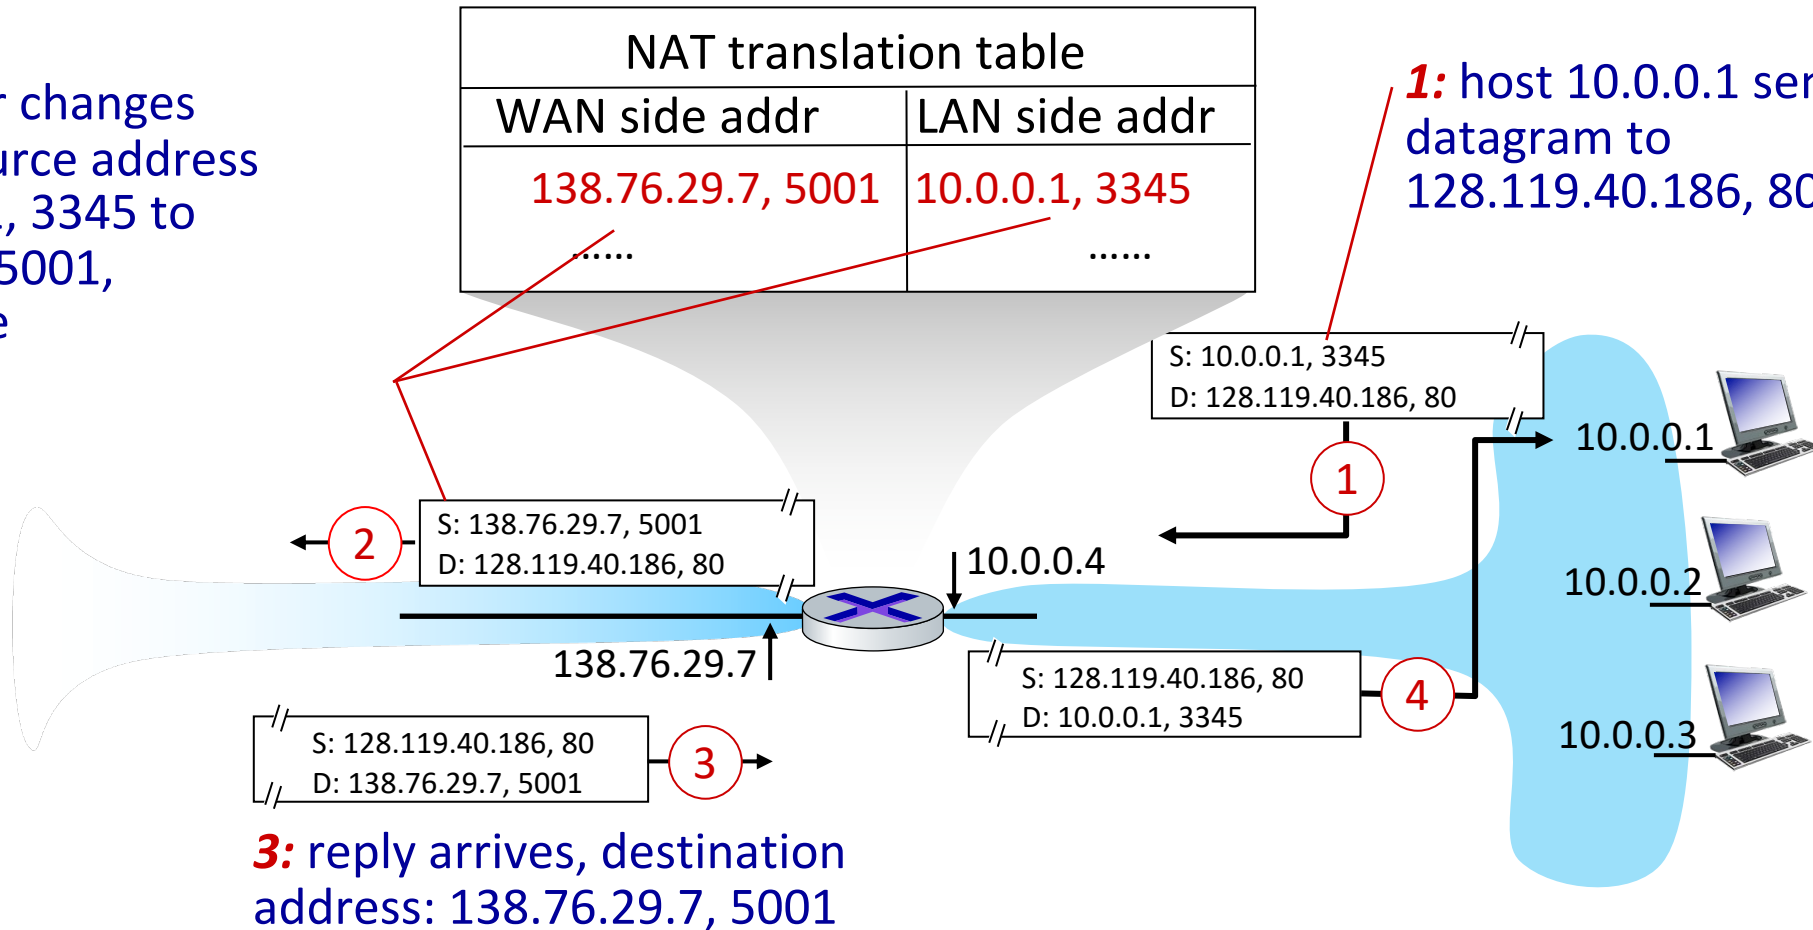 NAT translation table
WAN side addr LAN side addr
138.76.29.7, 5001 10.0.0.1, 3345
...... ......
changes
address
3345 to
5001,
1: host 10.0.0.1
datagram to
128.119.40.186, 80
S: 10.0.0.1, 3345
D: 128.119.40.186, 80
1
10.0.0.1
2
S: 138.76.29.7, 5001
D: 128.119.40.186, 80
10.0.0.4
10.0.0.2
138.76.29.7
S: 128.119.40.186, 80
D: 10.0.0.1, 3345
4
10.0.0.3
S: 128.119.40.186, 80
D: 138.76.29.7, 5001
3
3: reply arrives, destination
address: 138.76.29.7, 5001